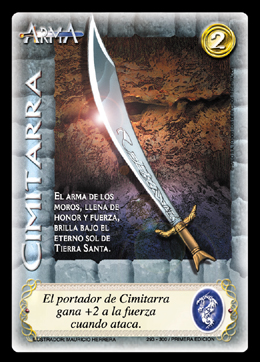 ARMA
2
CIMITARRA
EL ARMA DE LOS
MOROS, LLENA DE
HONOR Y FUERZA,
BRILLA BAJO EL
ETERNO SOL DE
TIERRA SANTA.
El portador de Cimitarra
gana +2 a la fuerza
cuando ataca.
ILUSTRACION: MAURICIO HERRERA